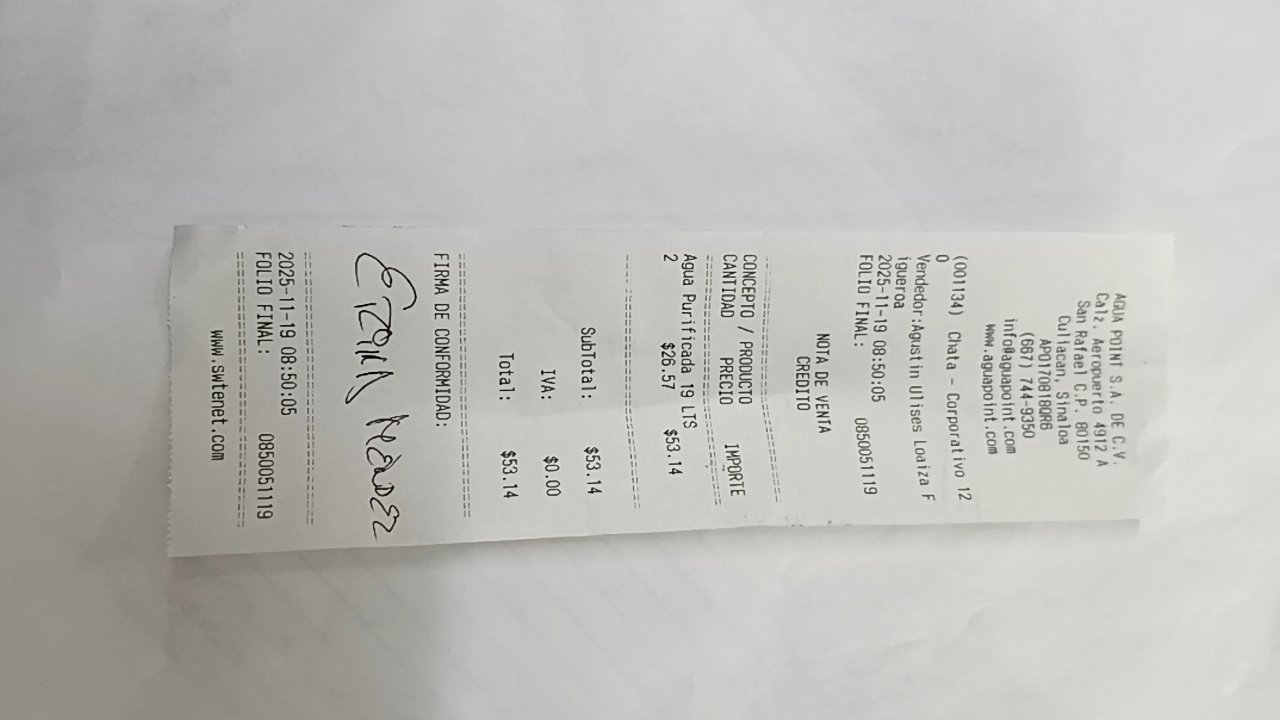 AGUA POINT S.A. DE C.V.
Calz. Aeropuerto 4912 A
San Rafael C.P. 80150
Culiacan, Sinaloa
APO170818QR6
(667) 744-9350
info@aguapoint.com
www.aguapoint.com
(001134) Chata - Corporativo 12
0
Vendedor:Agustin Ulises Loaiza F
igueroa
2025-11-19 08:50:05
FOLIO FINAL: 0850051119
NOTA DE VENTA
CREDITO
CONCEPTO / PRODUCTO
CANTIDAD PRECIO IMPORTE
Agua Purificada 19 LTS
2 $26.57 $53.14
SubTotal: $53.14
IVA: $0.00
Total: $53.14
FIRMA DE CONFORMIDAD:
2025-11-19 08:50:05
FOLIO FINAL: 0850051119
www.swtenet.com